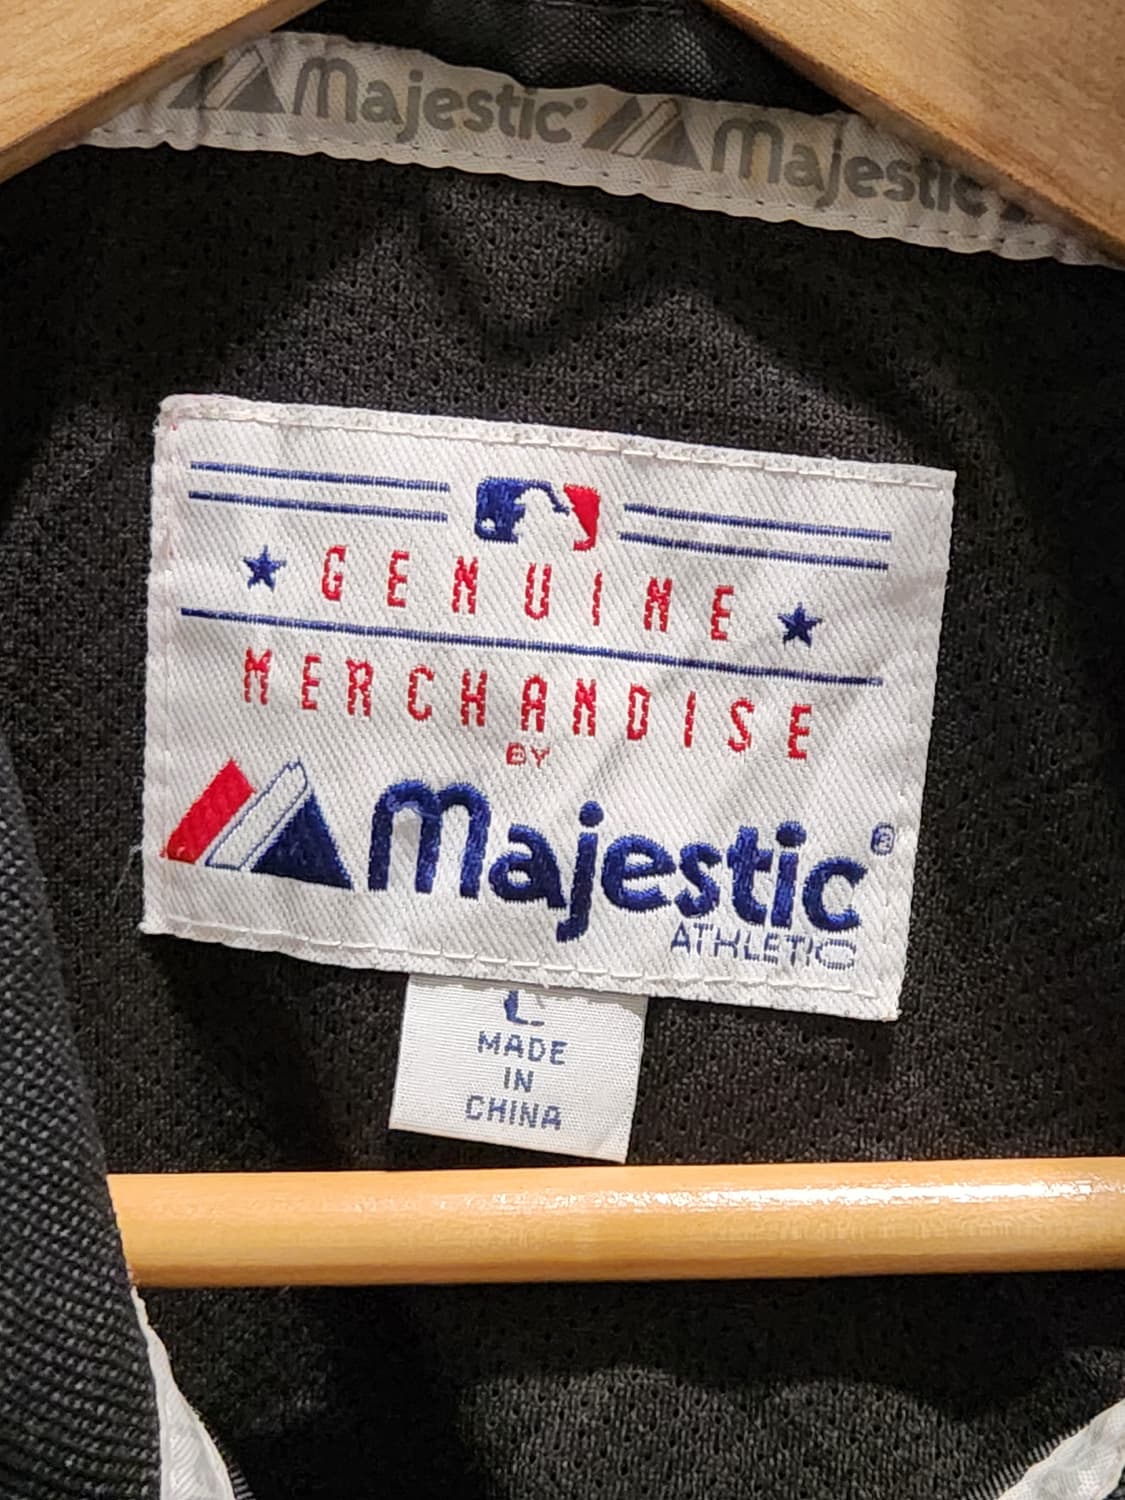 Majestic Majestic
GENUINE
MERCHANDISE
BY
Majestic®
ATHLETIC
L
MADE
IN
CHINA